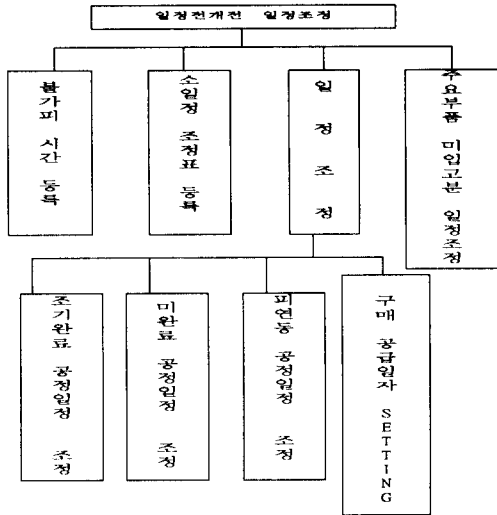 일정전개전 일정조정
불가피 시간 등록
소일정 조정표 등록
일정조정
주요부품 미입고분 일정조정
조기완료 공정일정 조정
미완료 공정일정 조정
피연동 공정일정 조정
구매 공급일자 SETTING